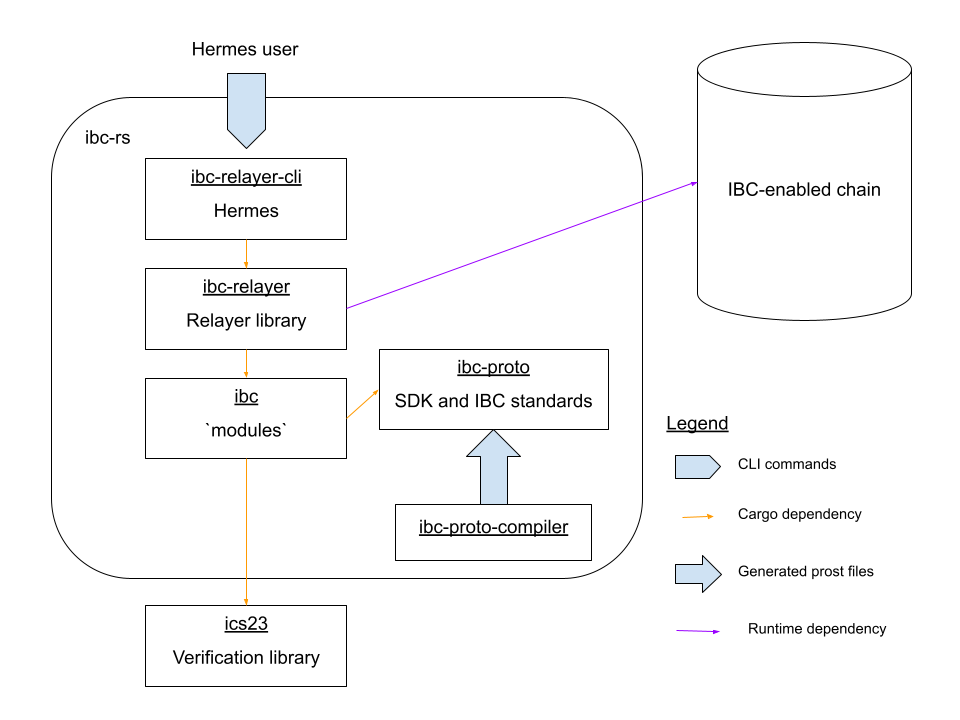 Hermes user
ibc-rs
ibc-relayer-cli
Hermes
ibc-relayer
Relayer library
ibc
`modules`
ibc-proto
SDK and IBC standards
ibc-proto-compiler
ics23
Verification library
IBC-enabled chain
Legend
CLI commands
Cargo dependency
Generated prost files
Runtime dependency